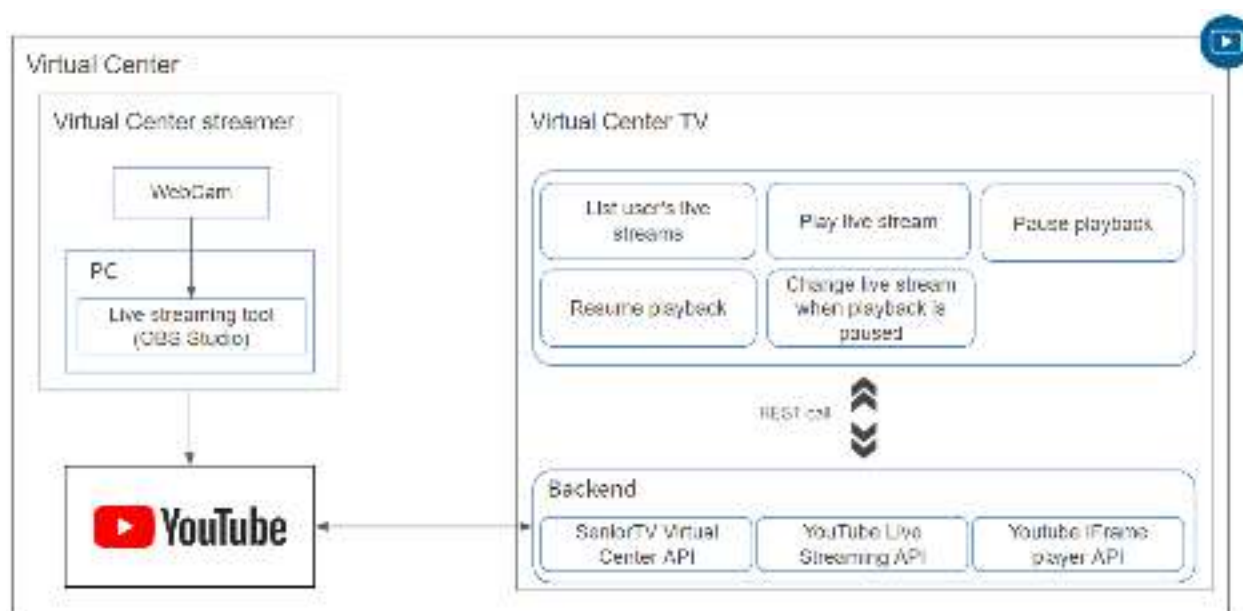 Virtual Center
Virtual Center streamer
WebCam
PC
Live streaming tool
(OBS Studio)
YouTube
Virtual Center TV
List user's live
streams
Play live stream
Pause playback
Resume playback
Change live stream
when playback is
paused
REST call
Backend
SeniorTV Virtual
Center API
YouTube Live
Streaming API
Youtube IFrame
player API